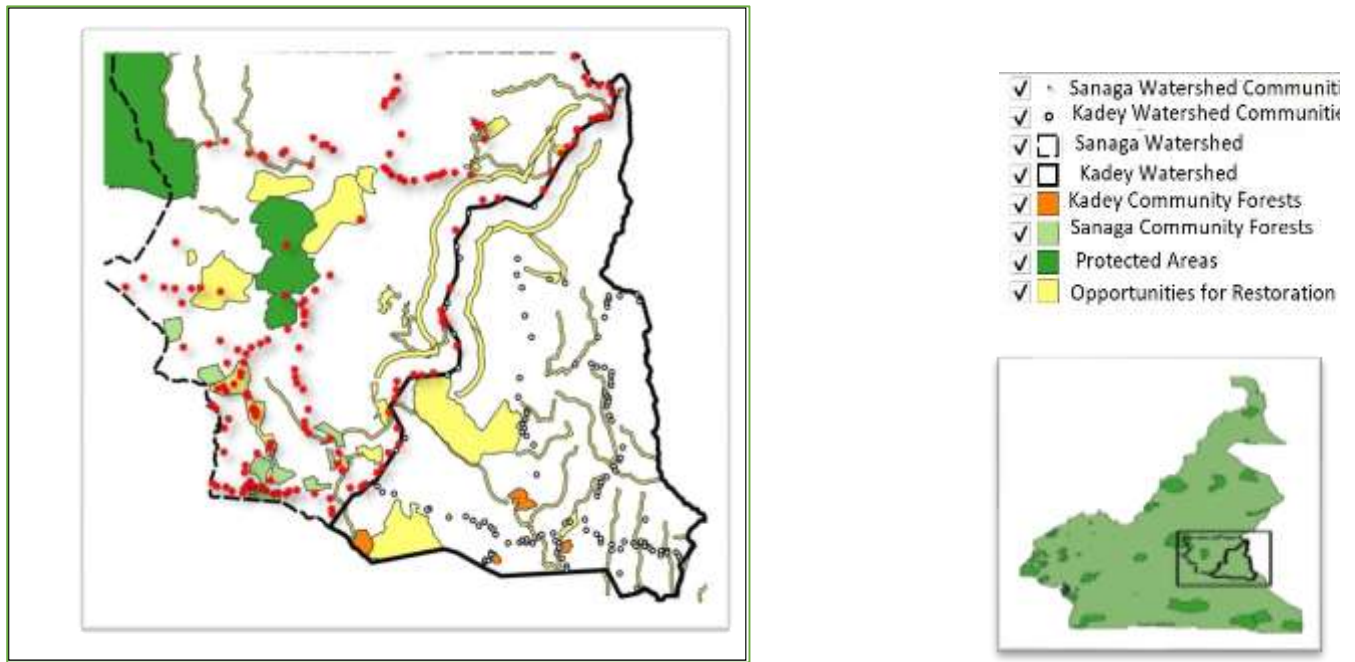 Sanaga Watershed Communiti
Kadey Watershed Communitie
Sanaga Watershed
Kadey Watershed
Kadey Community Forests
Sanaga Community Forests
Protected Areas
Opportunities for Restoration